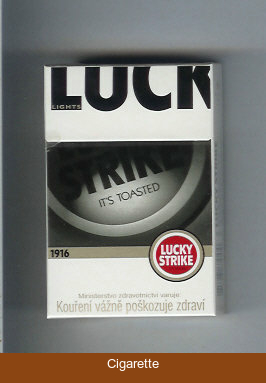 LUCK
LIGHTS
STRIKE
IT'S TOASTED
1916
LUCKY
STRIKE
Ministerstvo zdravotnictví varuje:
Kouření vážně poškozuje zdraví
Cigarette